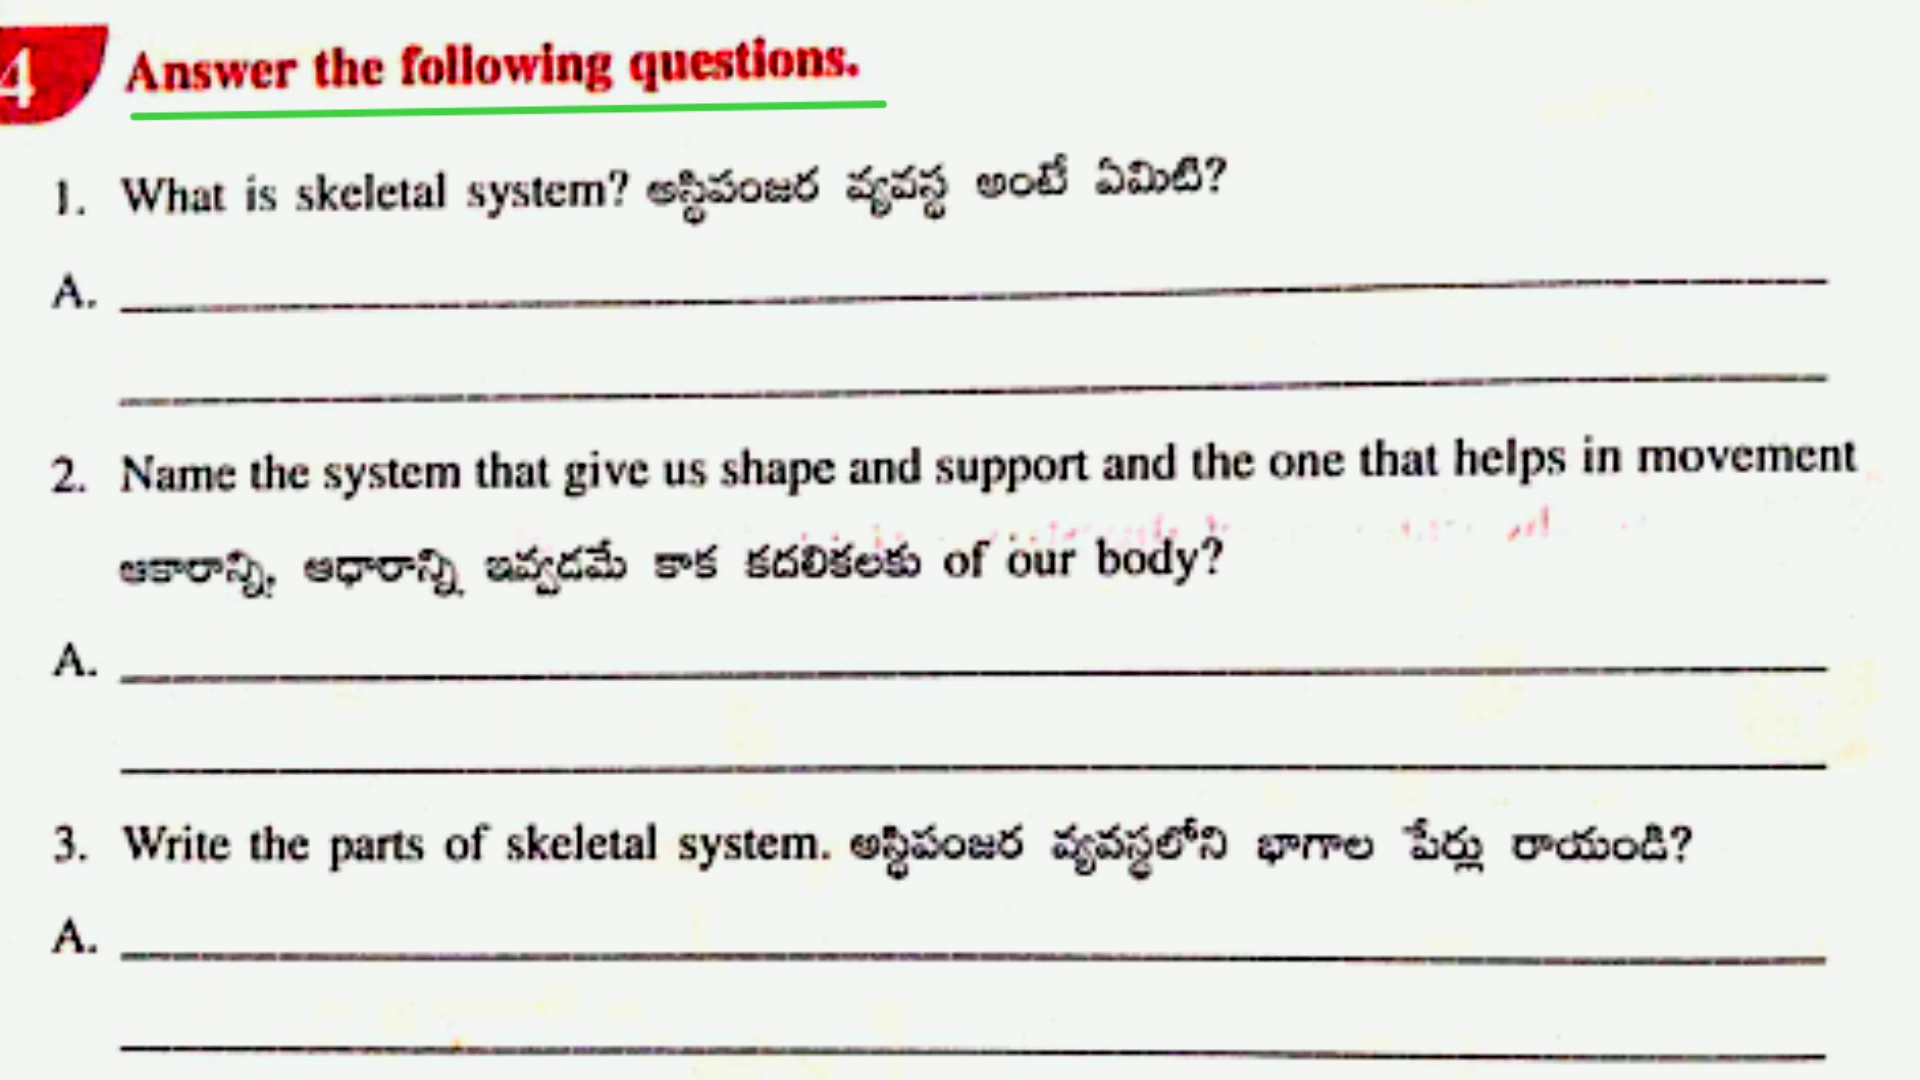 4 Answer the following questions.
1. What is skeletal system? అస్థిపంజర వ్యవస్థ అంటే ఏమిటి?
A.
2. Name the system that give us shape and support and the one that helps in movement
ఆకారాన్ని, ఆధారాన్ని ఇవ్వడమే కాక కదలికలకు of our body?
A.
3. Write the parts of skeletal system. అస్థిపంజర వ్యవస్థలోని భాగాల పేర్లు రాయండి?
A.